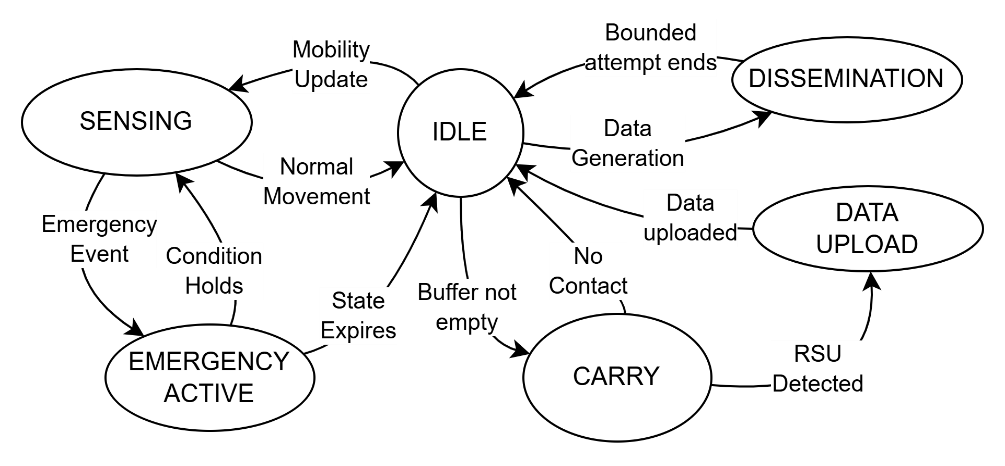 Bounded
attempt ends
Mobility
Update
DISSEMINATION
SENSING
IDLE
Data
Generation
Normal
Movement
Data
uploaded
DATA
UPLOAD
Emergency
Event
Condition
Holds
No
Contact
State
Expires
Buffer not
empty
EMERGENCY
ACTIVE
CARRY
RSU
Detected